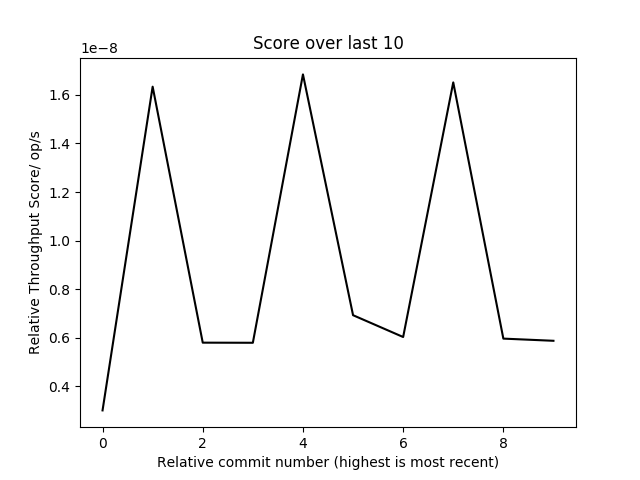 Score over last 10
1e−8
1.6
1.4
1.2
1.0
0.8
0.6
0.4
Relative Throughput Score/ op/s
0 2 4 6 8
Relative commit number (highest is most recent)